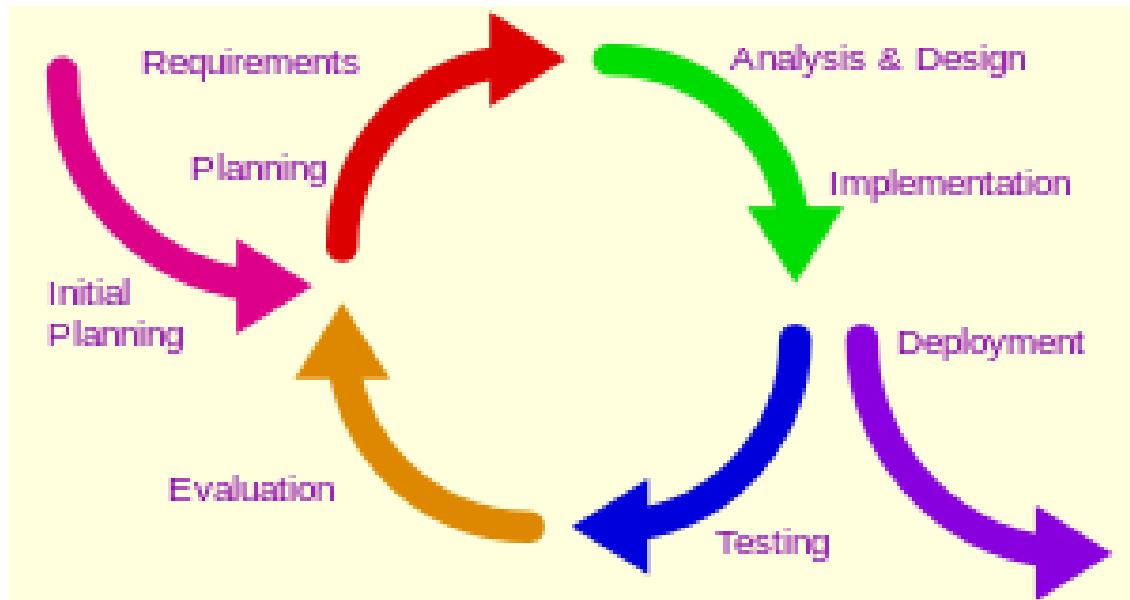 Requirements
Analysis & Design
Planning
Implementation
Initial
Planning
Deployment
Evaluation
Testing